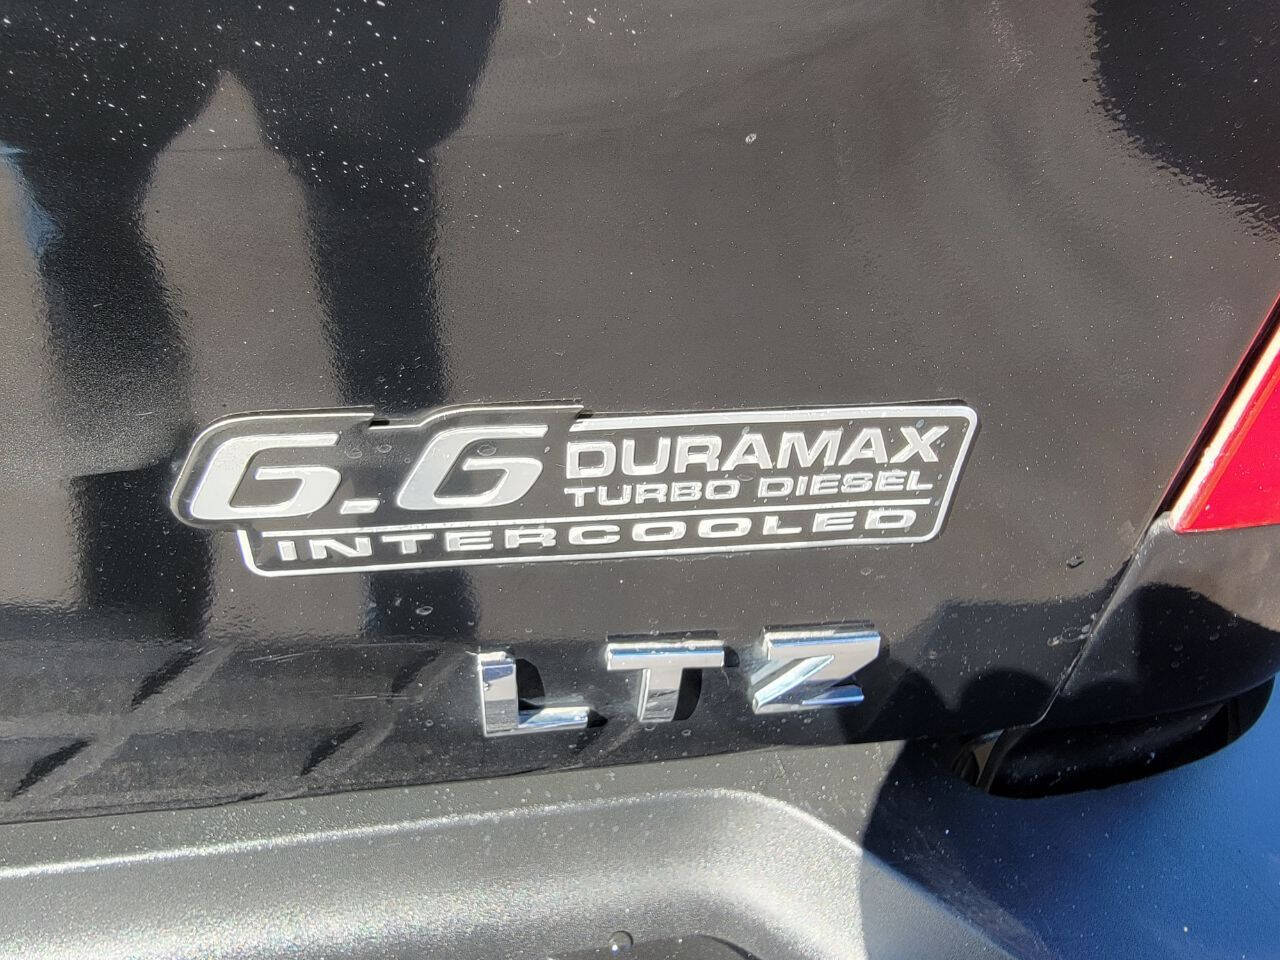 6.6 DURAMAX
TURBO DIESEL
INTERCOOLED
LTZ